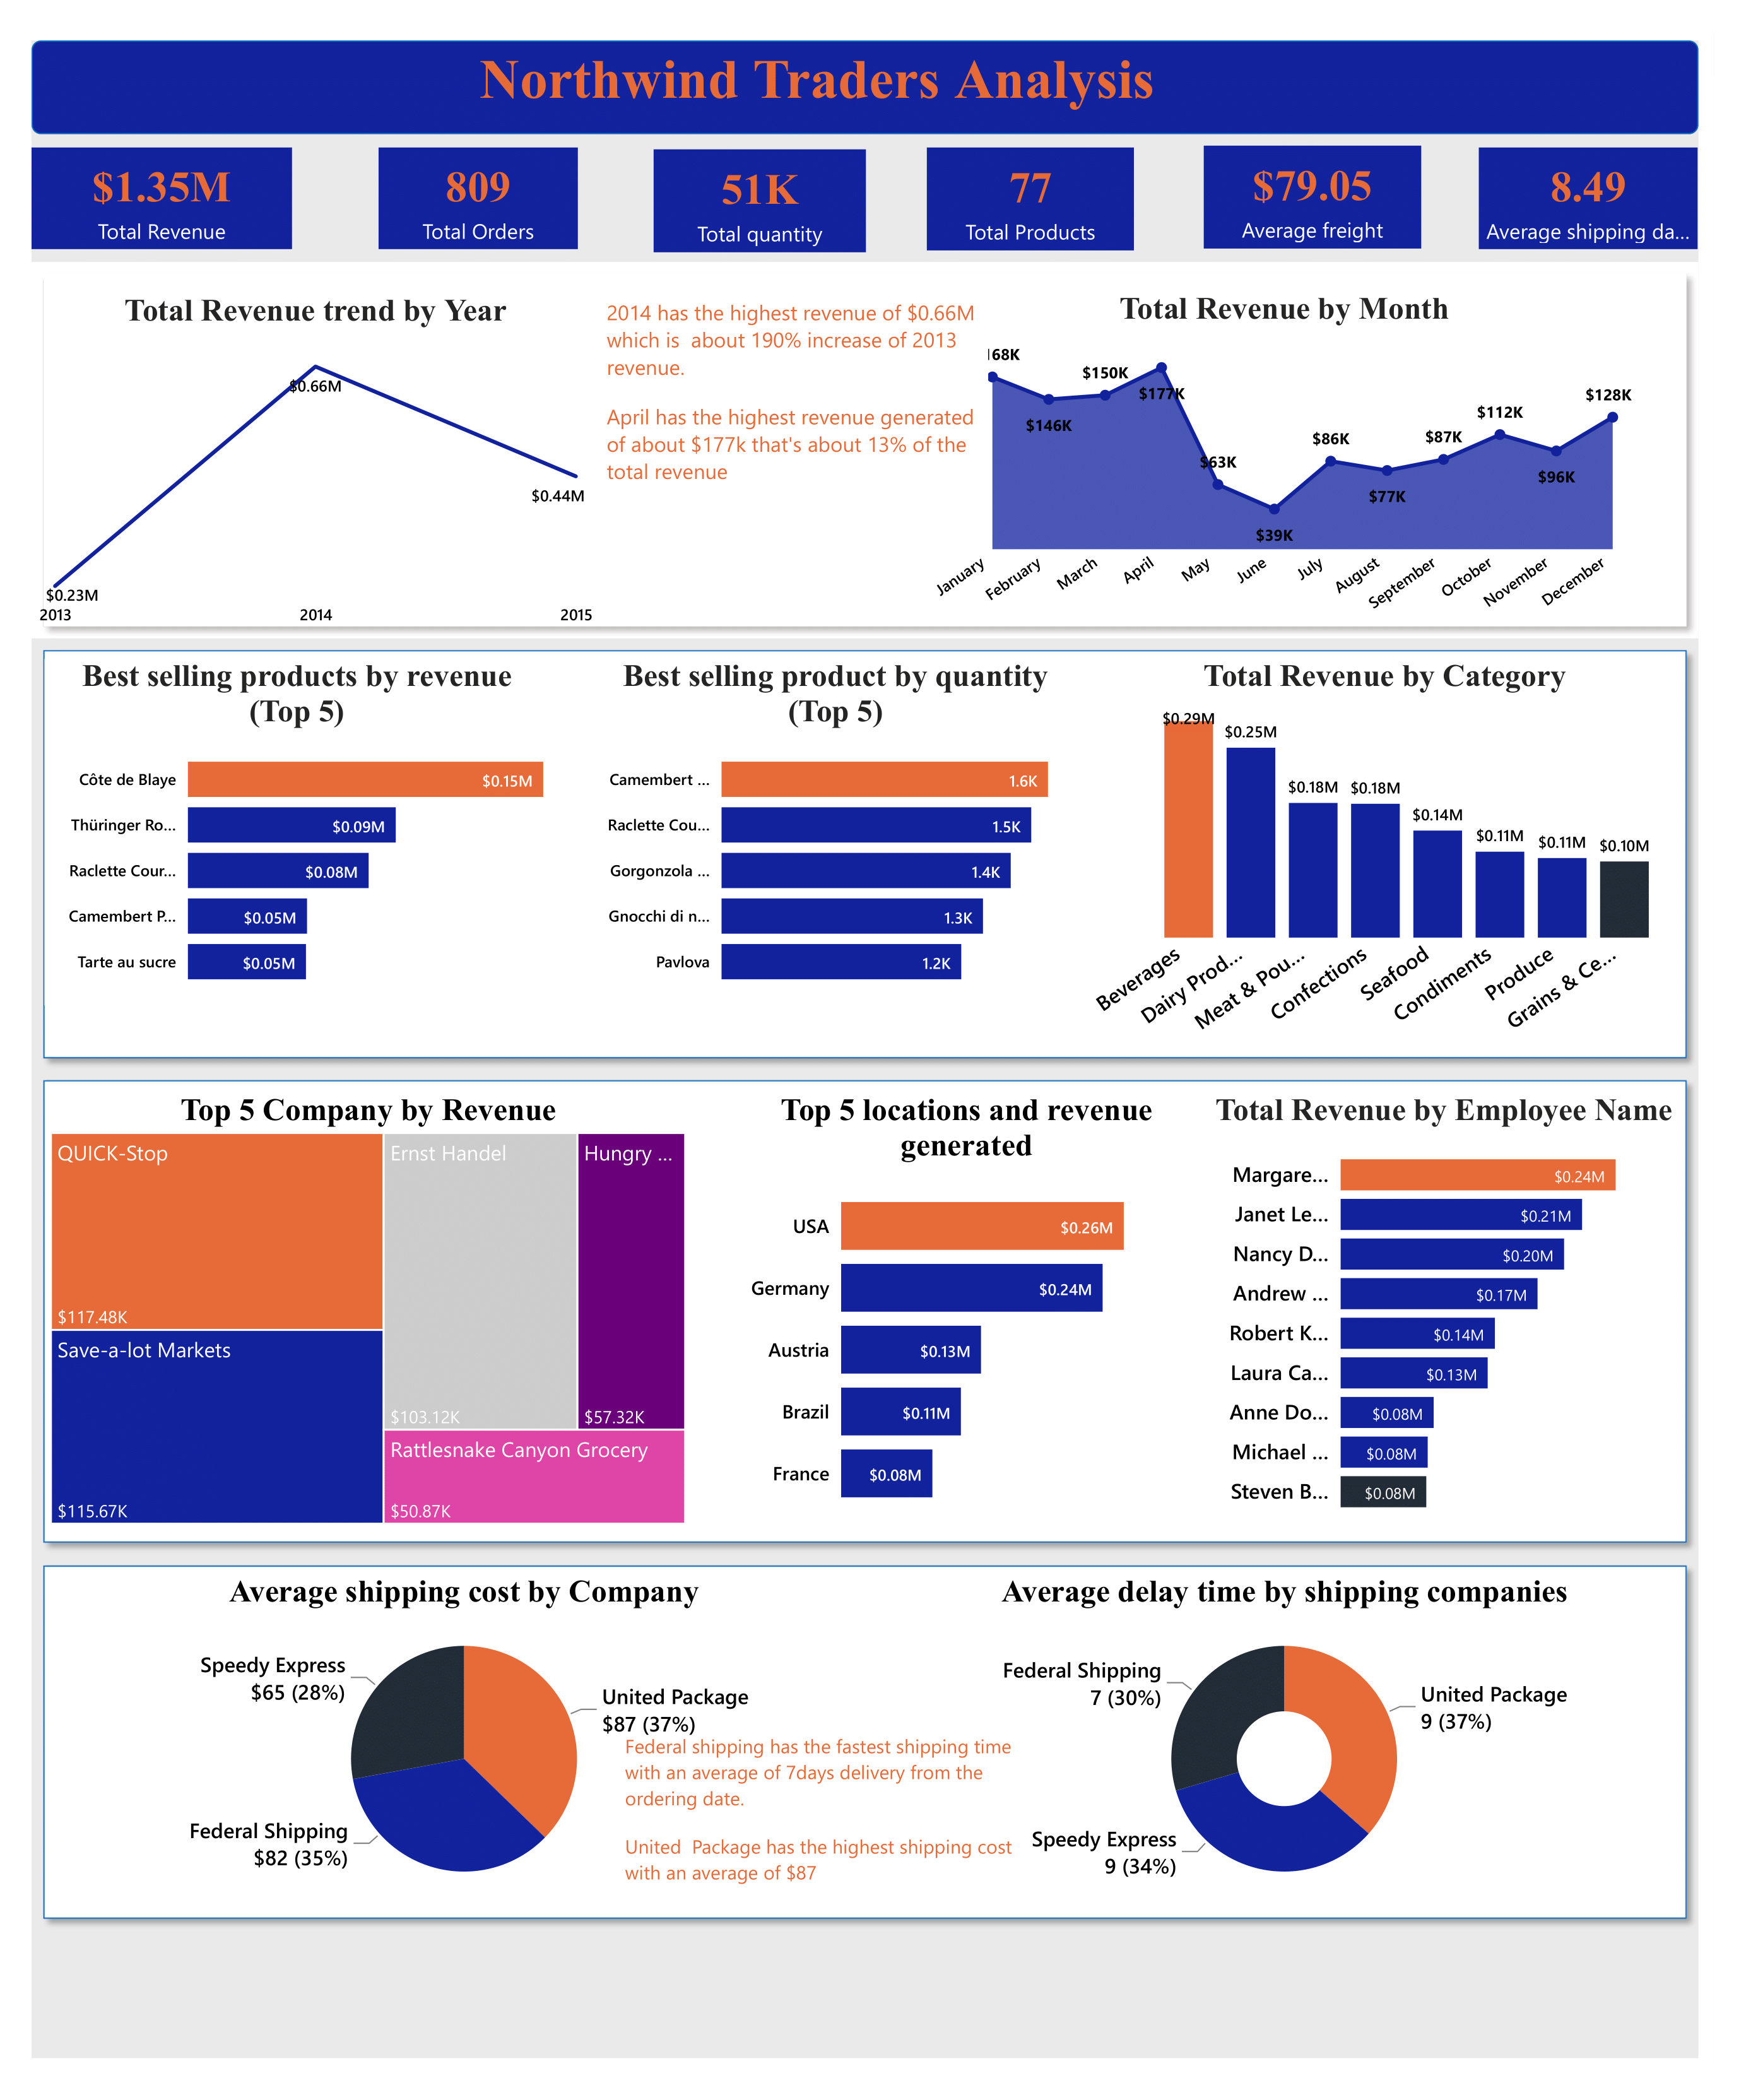 Northwind Traders Analysis
$1.35M
Total Revenue
809
Total Orders
51K
Total quantity
77
Total Products
$79.05
Average freight
8.49
Average shipping da...
Total Revenue trend by Year
$0.66M
$0.44M
$0.23M
2013
2014
2015
2014 has the highest revenue of $0.66M
which is  about 190% increase of 2013
revenue.
April has the highest revenue generated
of about $177k that's about 13% of the
total revenue
Total Revenue by Month
168K
$146K
$150K
$177K
$63K
$39K
$86K
$77K
$87K
$112K
$96K
$128K
January
February
March
April
May
June
July
August
September
October
November
December
Best selling products by revenue
(Top 5)
Côte de Blaye
$0.15M
Thüringer Ro...
$0.09M
Raclette Cour...
$0.08M
Camembert P...
$0.05M
Tarte au sucre
$0.05M
Best selling product by quantity
(Top 5)
Camembert ...
1.6K
Raclette Cou...
1.5K
Gorgonzola ...
1.4K
Gnocchi di n...
1.3K
Pavlova
1.2K
Total Revenue by Category
$0.29M
$0.25M
$0.18M
$0.18M
$0.14M
$0.11M
$0.11M
$0.10M
Beverages
Dairy Prod...
Meat & Pou...
Confections
Seafood
Condiments
Produce
Grains & Ce...
Top 5 Company by Revenue
QUICK-Stop
$117.48K
Save-a-lot Markets
$115.67K
Ernst Handel
$103.12K
Hungry ...
$57.32K
Rattlesnake Canyon Grocery
$50.87K
Top 5 locations and revenue
generated
USA
$0.26M
Germany
$0.24M
Austria
$0.13M
Brazil
$0.11M
France
$0.08M
Total Revenue by Employee Name
Margare...
$0.24M
Janet Le...
$0.21M
Nancy D...
$0.20M
Andrew ...
$0.17M
Robert K...
$0.14M
Laura Ca...
$0.13M
Anne Do...
$0.08M
Michael ...
$0.08M
Steven B...
$0.08M
Average shipping cost by Company
Speedy Express
$65 (28%)
United Package
$87 (37%)
Federal Shipping
$82 (35%)
Federal shipping has the fastest shipping time
with an average of 7days delivery from the
ordering date.
United  Package has the highest shipping cost
with an average of $87
Average delay time by shipping companies
Federal Shipping
7 (30%)
United Package
9 (37%)
Speedy Express
9 (34%)